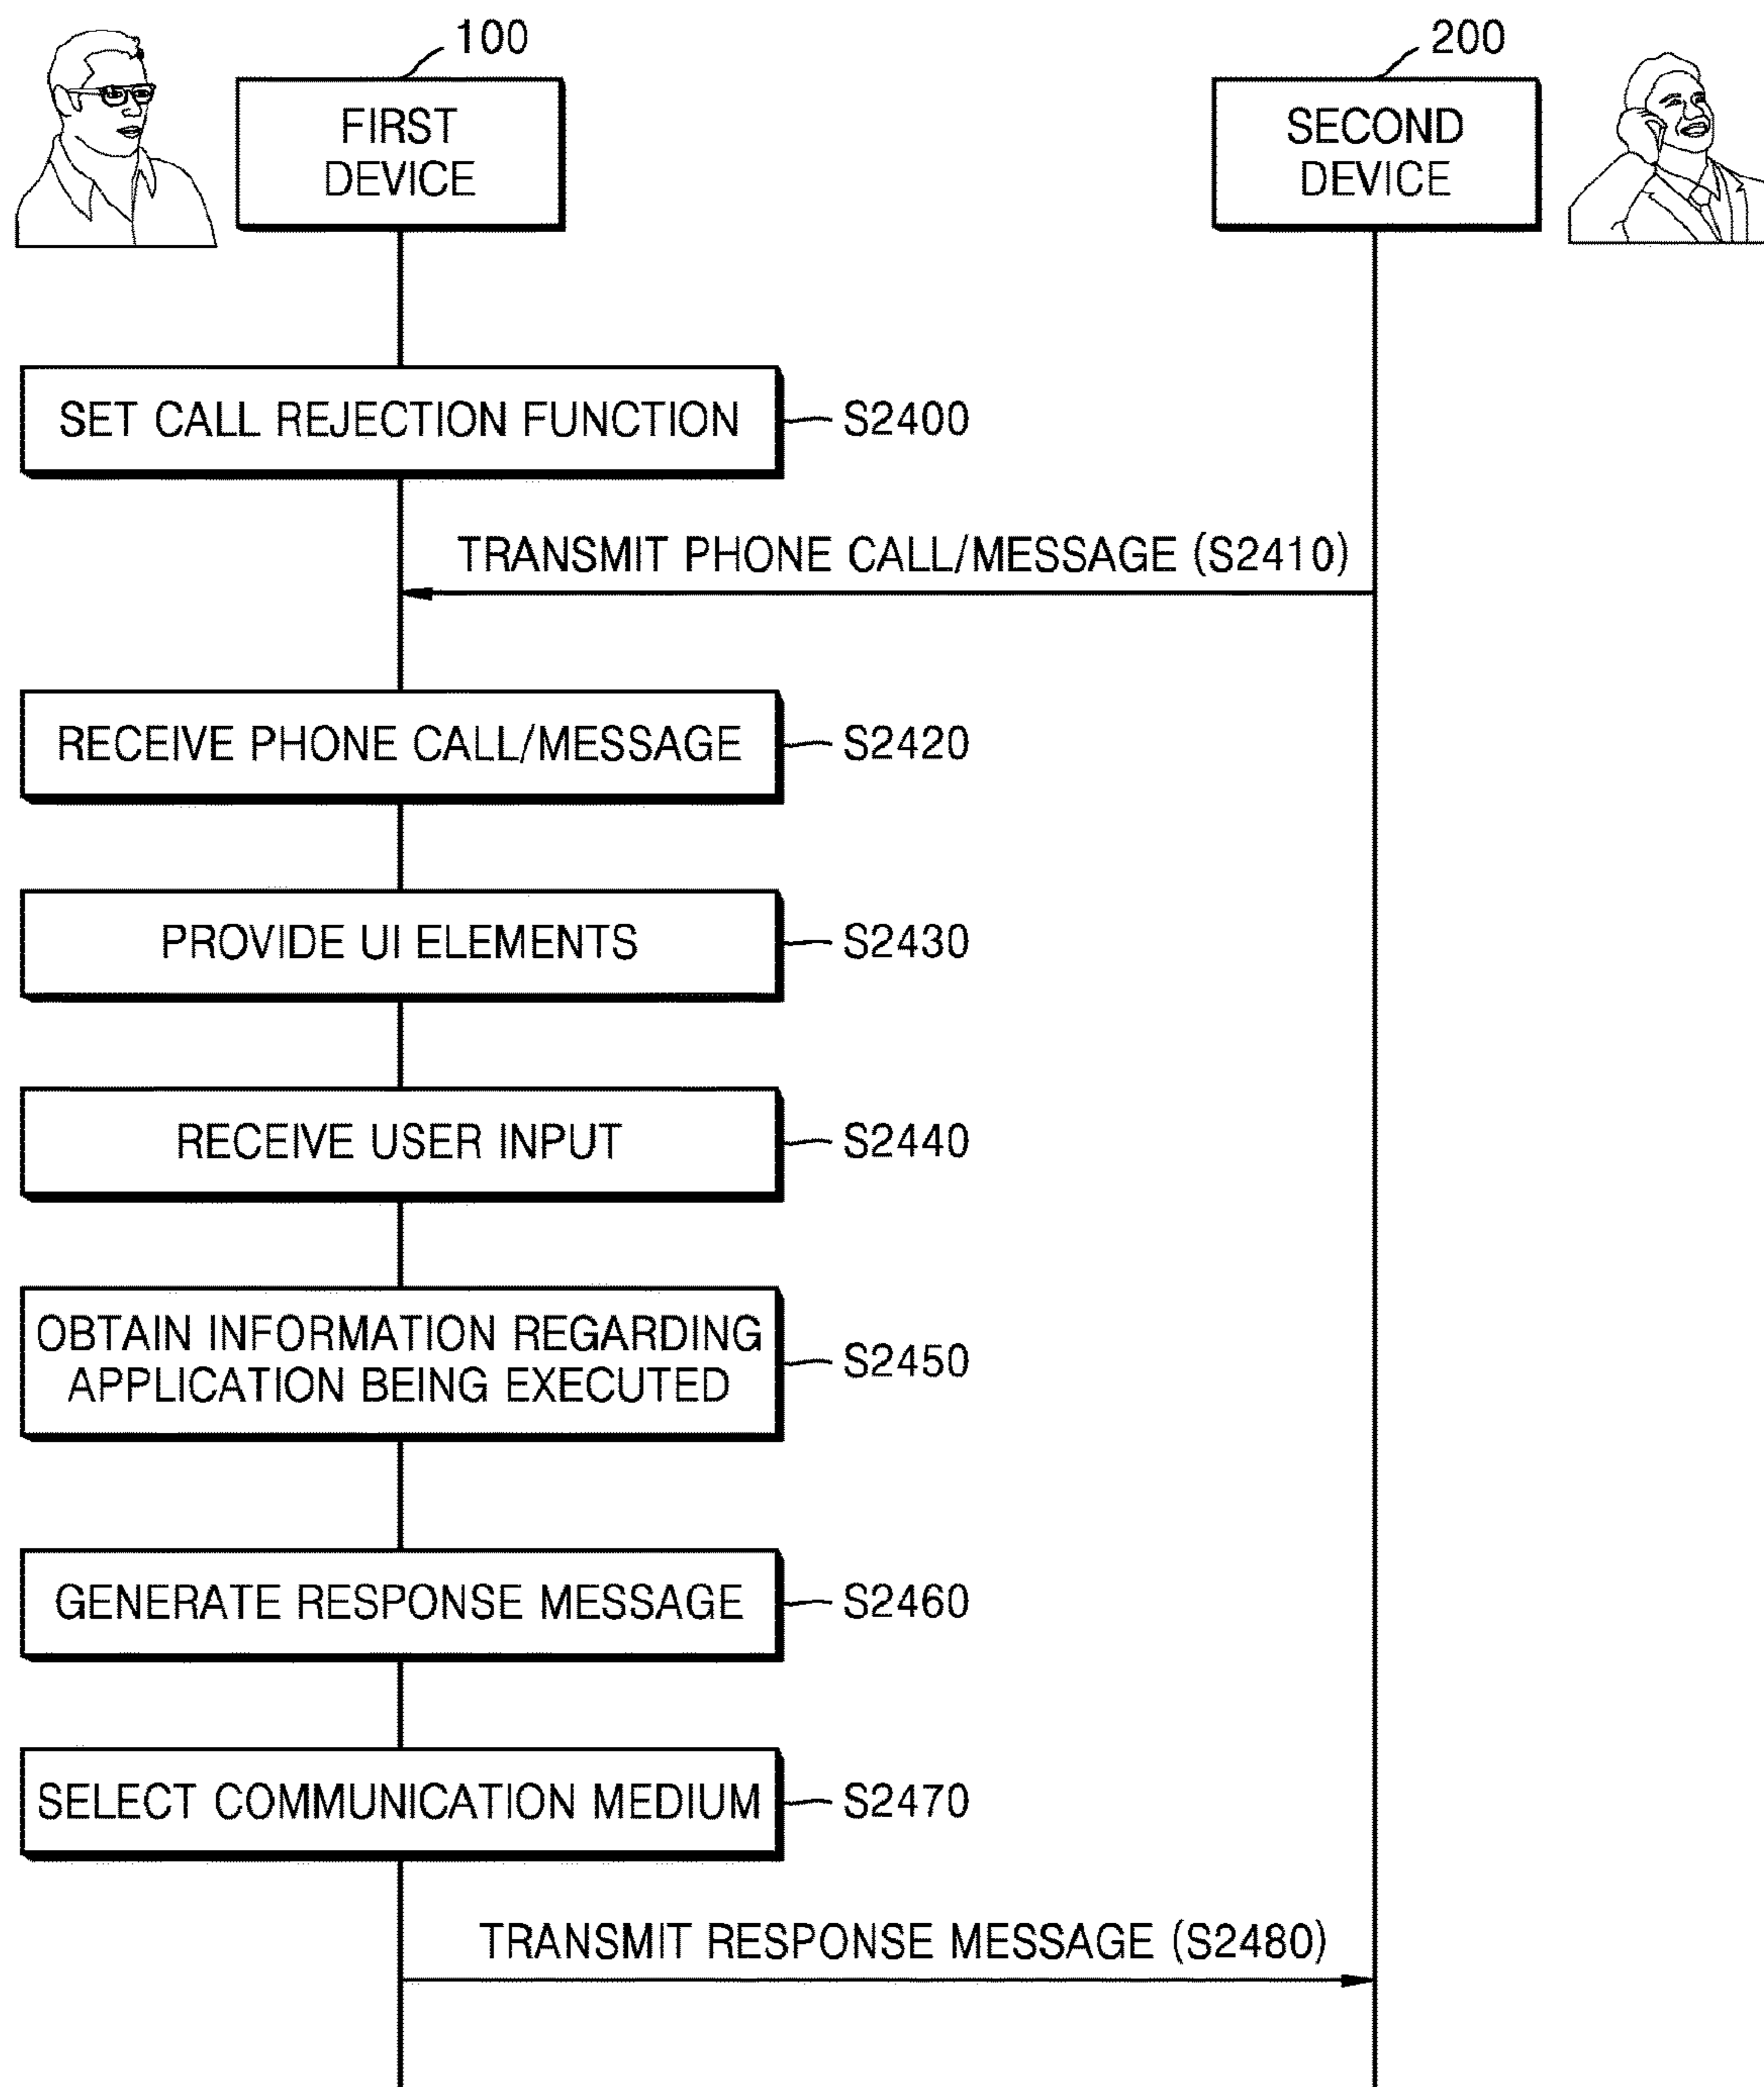 100
200
FIRST
DEVICE
SECOND
DEVICE
SET CALL REJECTION FUNCTION
S2400
TRANSMIT PHONE CALL/MESSAGE (S2410)
RECEIVE PHONE CALL/MESSAGE
S2420
PROVIDE UI ELEMENTS
S2430
RECEIVE USER INPUT
S2440
OBTAIN INFORMATION REGARDING
APPLICATION BEING EXECUTED
S2450
GENERATE RESPONSE MESSAGE
S2460
SELECT COMMUNICATION MEDIUM
S2470
TRANSMIT RESPONSE MESSAGE (S2480)